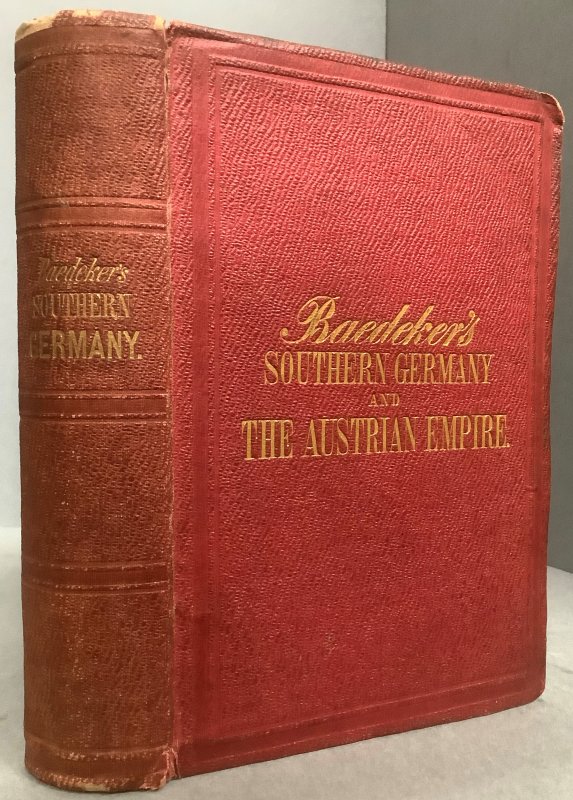 Baedeker's
SOUTHERN
GERMANY.
Baedeker's
SOUTHERN GERMANY
AND
THE AUSTRIAN EMPIRE.